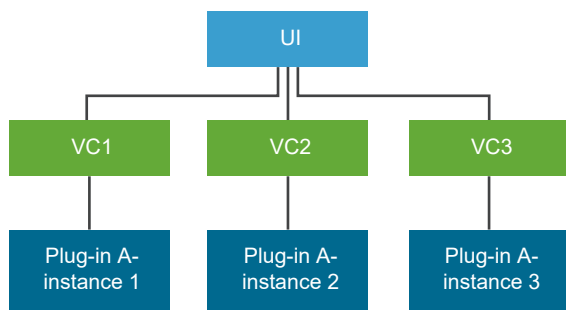 UI
VC1
VC2
VC3
Plug-in A-
instance 1
Plug-in A-
instance 2
Plug-in A-
instance 3